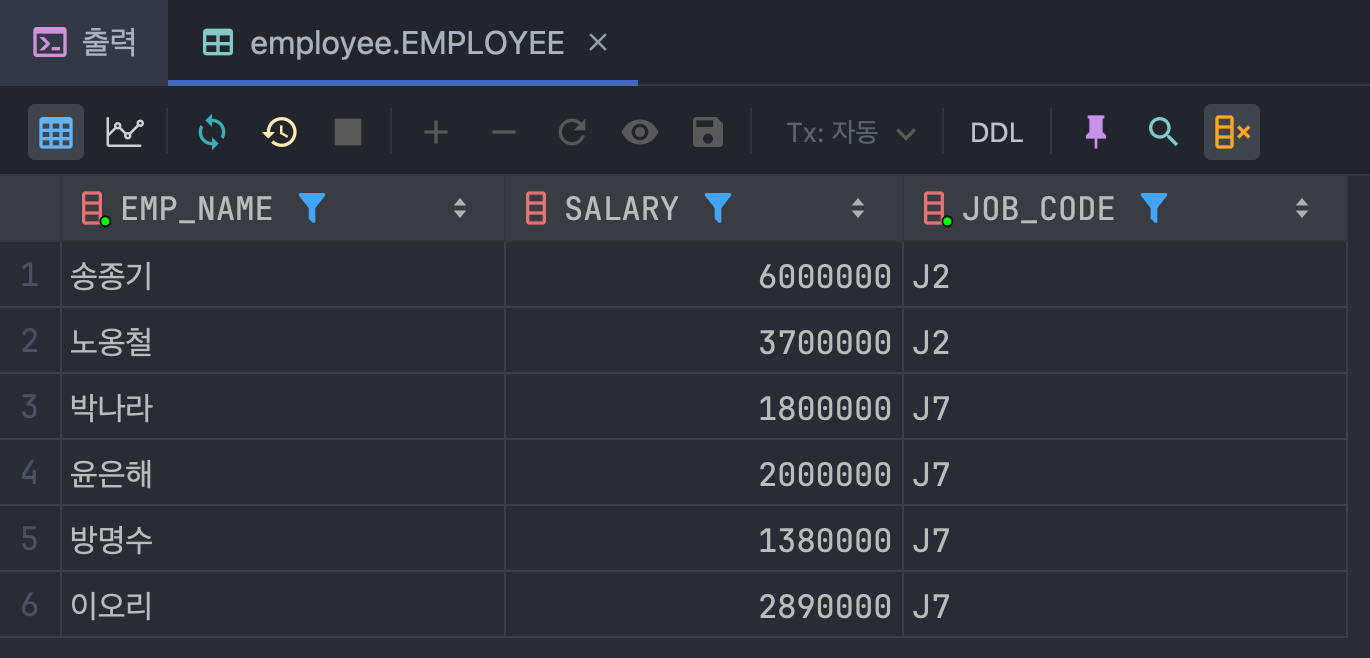 출력 employee.EMPLOYEE
Tx: 자동 DDL
EMP_NAME SALARY JOB_CODE
1 송종기 6000000 J2
2 노옹철 3700000 J2
3 박나라 1800000 J7
4 윤은해 2000000 J7
5 방명수 1380000 J7
6 이오리 2890000 J7